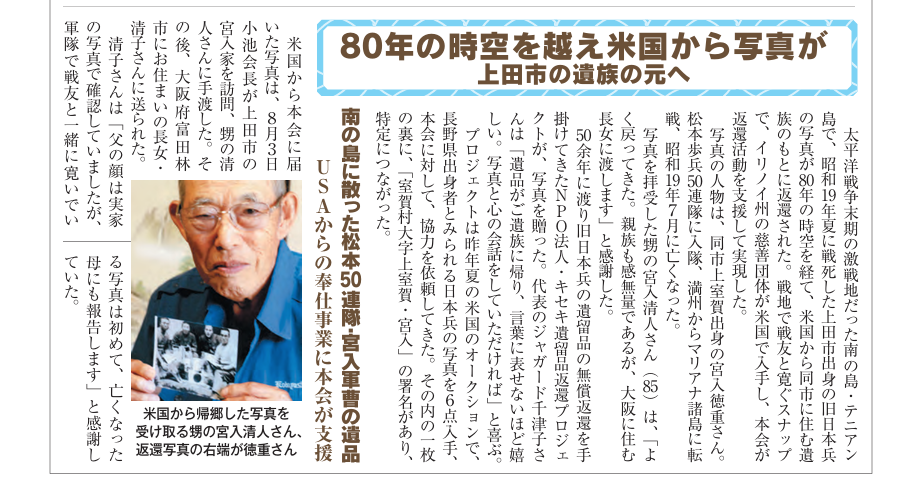 80年の時空を越え米国から写真が
上田市の遺族の元へ
太平洋戦争末期の激戦地だった南の島・テニアン
島で、昭和19年夏に戦死した上田市出身の旧日本兵
の写真が80年の時空を経て、米国から同市に住む遺
族のもとに返還された。戦地で戦友と寛ぐスナップ
で、イリノイ州の慈善団体が米国で入手し、本会が
返還活動を支援して実現した。
写真の人物は、同市上室賀出身の宮入徳重さん。
松本歩兵50連隊に入隊、満州からマリアナ諸島に転
戦、昭和19年7月に亡くなった。
写真を拝受した甥の宮入清人さん（85）は、「よ
く戻ってきた。親族も感無量であるが、大阪に住む
長女に渡します」と感謝した。
50余年に渡り旧日本兵の遺留品の無償返還を手
掛けてきたNPO法人・キセキ遺留品返還プロジェ
クトが、写真を贈った。代表のジャガード千津子さ
んは「遺品がご遺族に帰り、言葉に表せないほど嬉
しい。写真と心の会話をしていただければ」と喜ぶ。
プロジェクトは昨年夏の米国のオークションで、
長野県出身者とみられる日本兵の写真を6点入手、
本会に対して、協力を依頼してきた。その内の一枚
の裏に、「室賀村大字上室賀・宮入」の署名があり、
特定につながった。
南の島に散った松本50連隊・宮入軍曹の遺品
USAからの奉仕事業に本会が支援
米国から本会に届
いた写真は、8月3日
小池会長が上田市の
宮入家を訪問、甥の清
人さんに手渡した。そ
の後、大阪府富田林
市にお住まいの長女・
清子さんに送られた。
清子さんは「父の顔は実家
の写真で確認していましたが、
軍隊で戦友と一緒に寛いでい
る写真は初めて、亡くなった
母にも報告します」と感謝し
ていた。
米国から帰郷した写真を
受け取る甥の宮入清人さん、
返還写真の右端が徳重さん